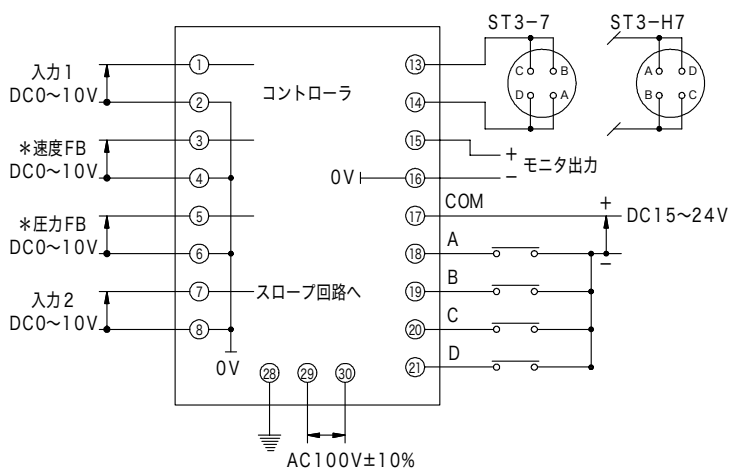 ST3-7
ST3-H7
C
B
D
A
A
D
B
C
入力1
DC0~10V
*速度FB
DC0~10V
*圧力FB
DC0~10V
入力2
DC0~10V
①
②
③
④
⑤
⑥
⑦
⑧
コントローラ
0V
スロープ回路へ
0V
⑬
⑭
⑮
⑯
⑰
⑱
⑲
⑳
㉑
+
モニタ出力
−
COM
+
DC15~24V
−
A
B
C
D
㉘
㉙
㉚
AC100V±10%